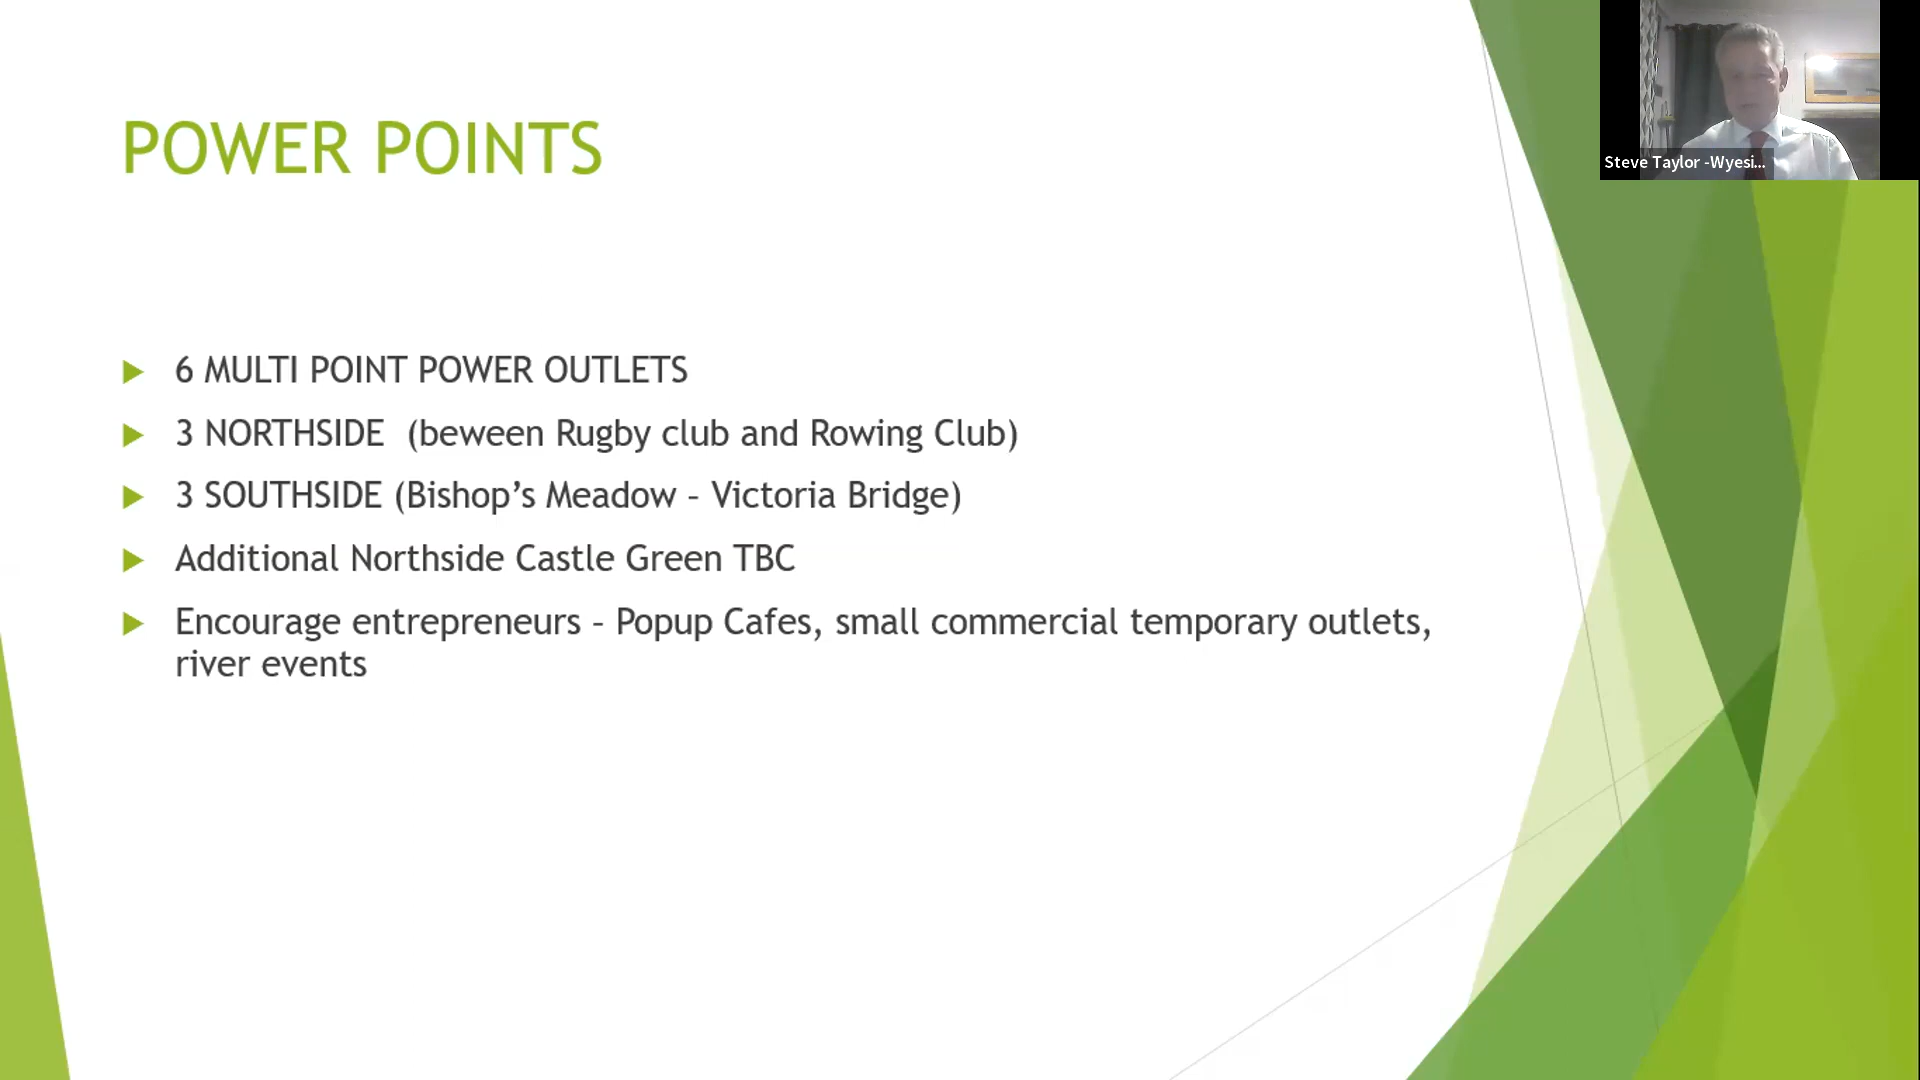 POWER POINTS
6 MULTI POINT POWER OUTLETS
3 NORTHSIDE (beween Rugby club and Rowing Club)
3 SOUTHSIDE (Bishop’s Meadow – Victoria Bridge)
Additional Northside Castle Green TBC
Encourage entrepreneurs – Popup Cafes, small commercial temporary outlets,
river events
Steve Taylor -Wyesi...